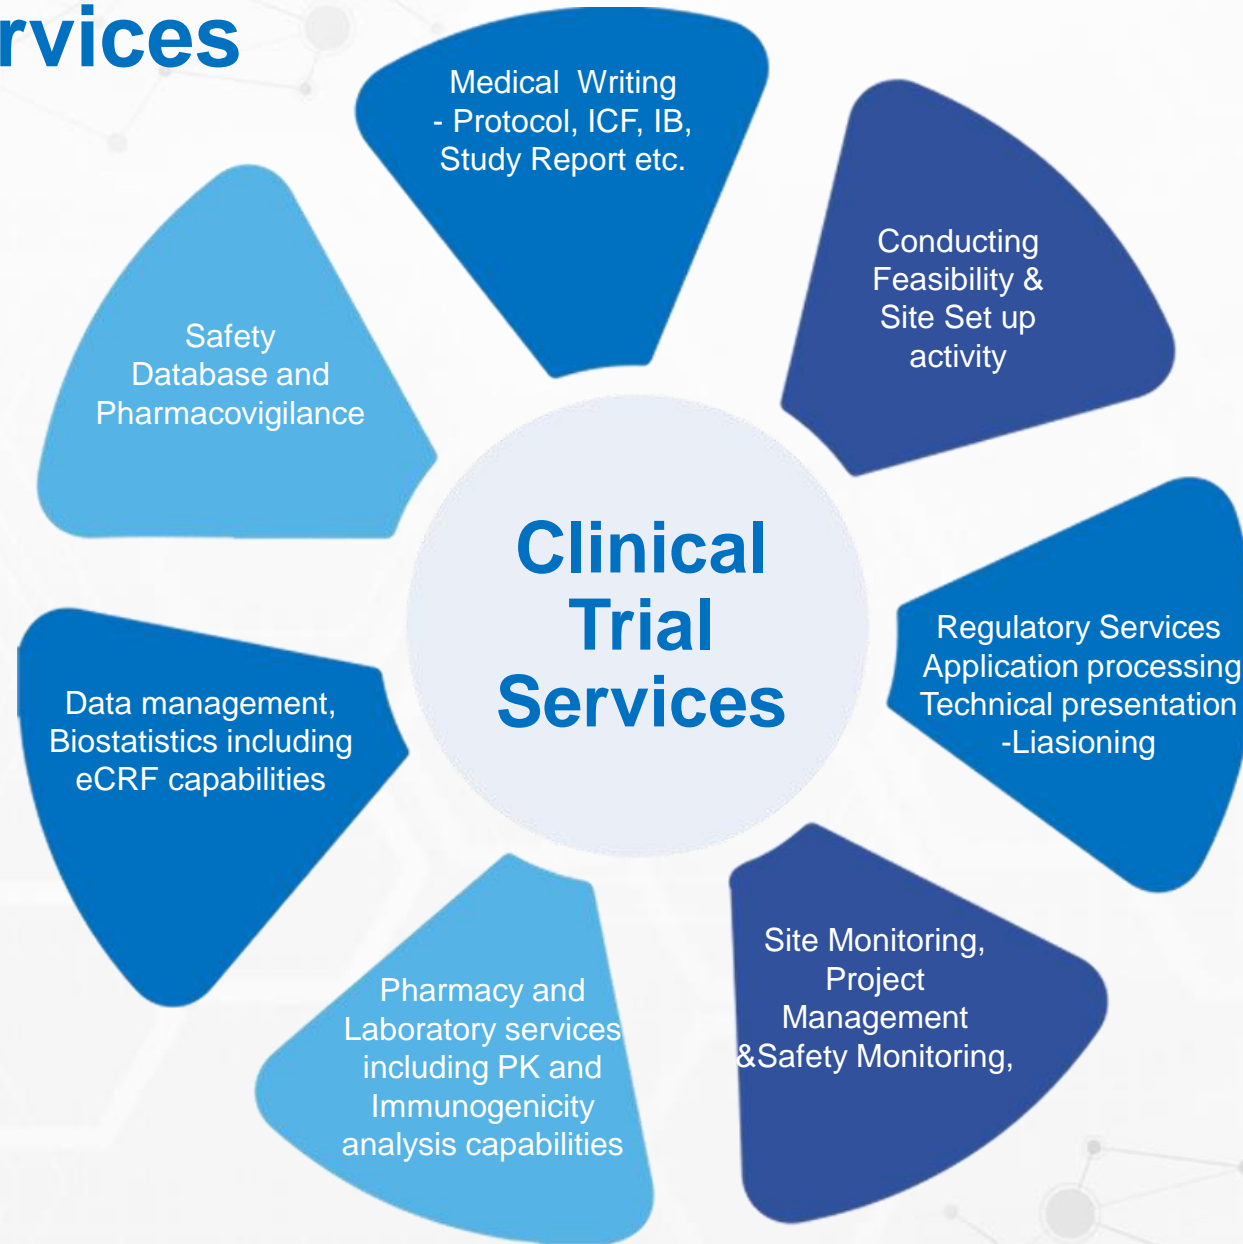 rvices
Medical Writing
- Protocol, ICF, IB,
Study Report etc.
Conducting
Feasibility &
Site Set up
activity
Regulatory Services
Application processing
Technical presentation
-Liasioning
Site Monitoring,
Project
Management
&Safety Monitoring,
Pharmacy and
Laboratory services
including PK and
Immunogenicity
analysis capabilities
Data management,
Biostatistics including
eCRF capabilities
Safety
Database and
Pharmacovigilance
Clinical
Trial
Services